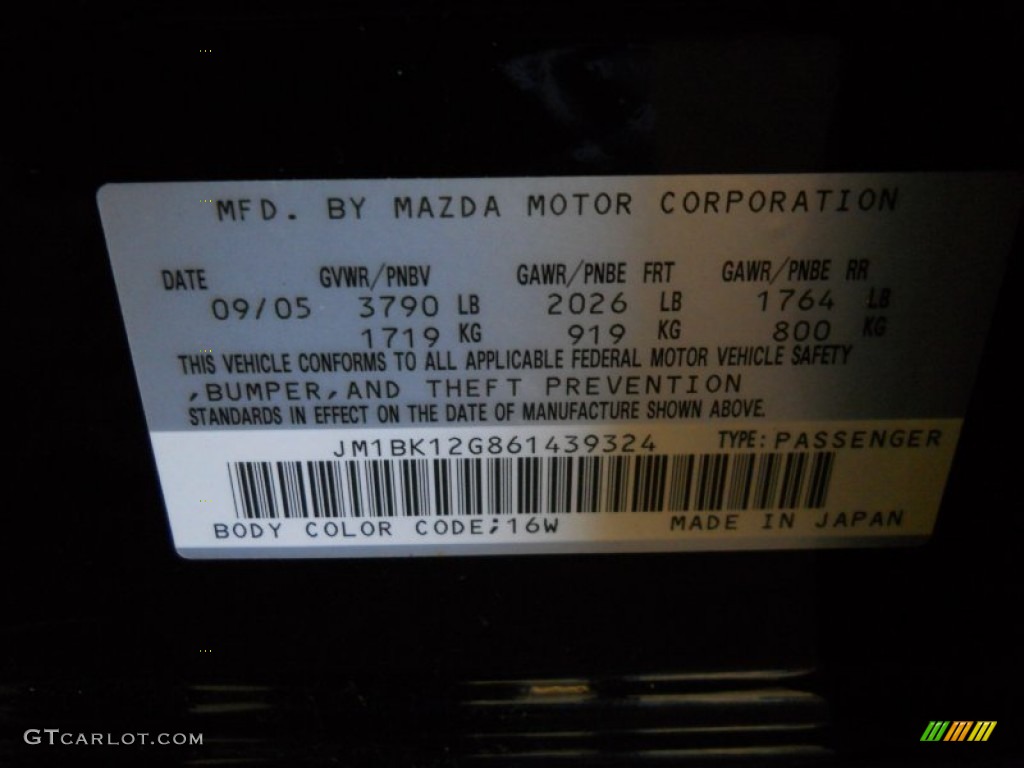 MFD. BY MAZDA MOTOR CORPORATION
DATE GVWR/PNBV GAWR/PNBE FRT GAWR/PNBE RR
09/05 3790 LB 2026 LB 1764 LB
1719 KG 919 KG 800 KG
THIS VEHICLE CONFORMS TO ALL APPLICABLE FEDERAL MOTOR VEHICLE SAFETY
,BUMPER,AND THEFT PREVENTION
STANDARDS IN EFFECT ON THE DATE OF MANUFACTURE SHOWN ABOVE.
JM1BK12G861439324 TYPE:PASSENGER
BODY COLOR CODE;16W MADE IN JAPAN
GTCARLOT.COM